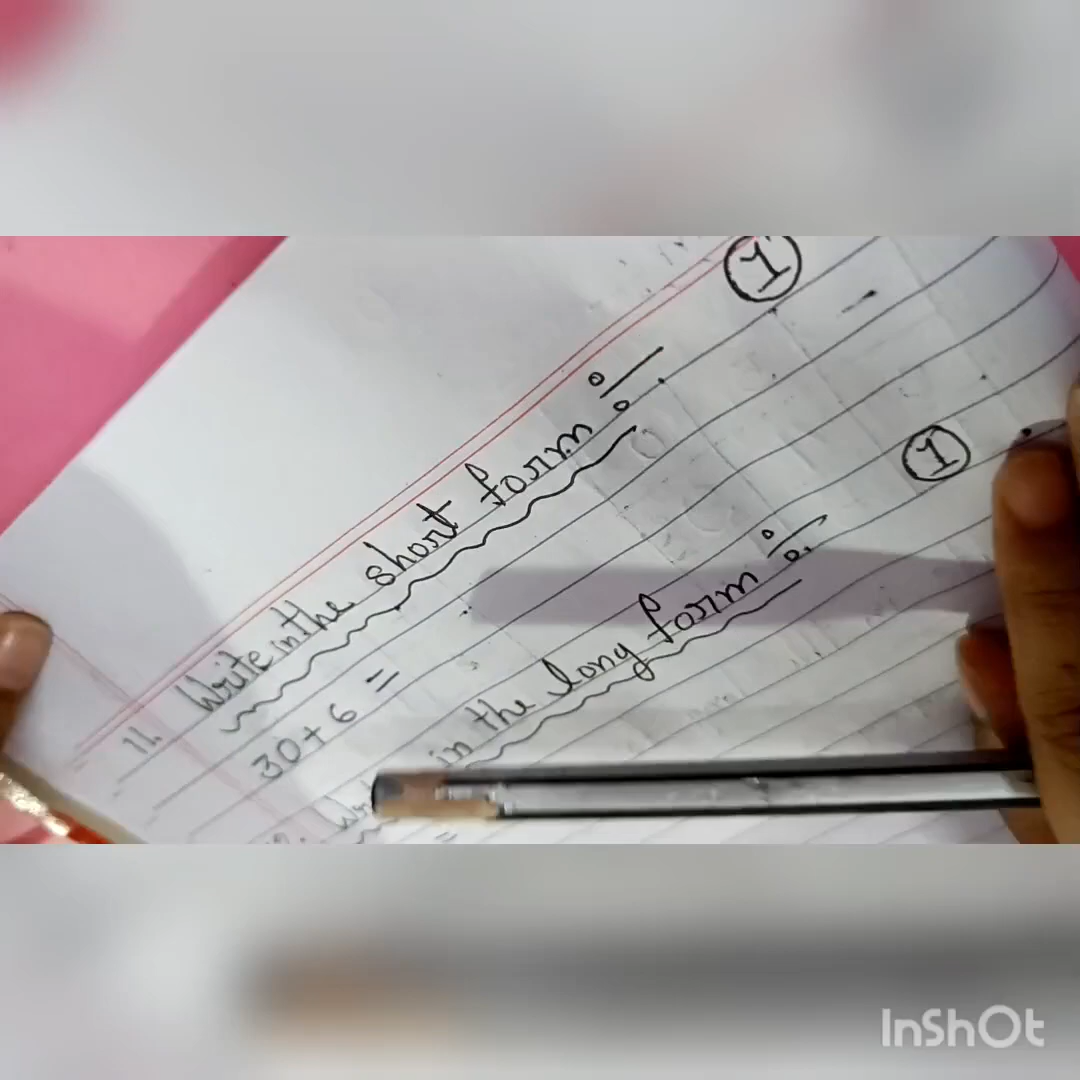 11. Write in the short form :- ①
30 + 6 =
in the long form :- ①
=
InShOt